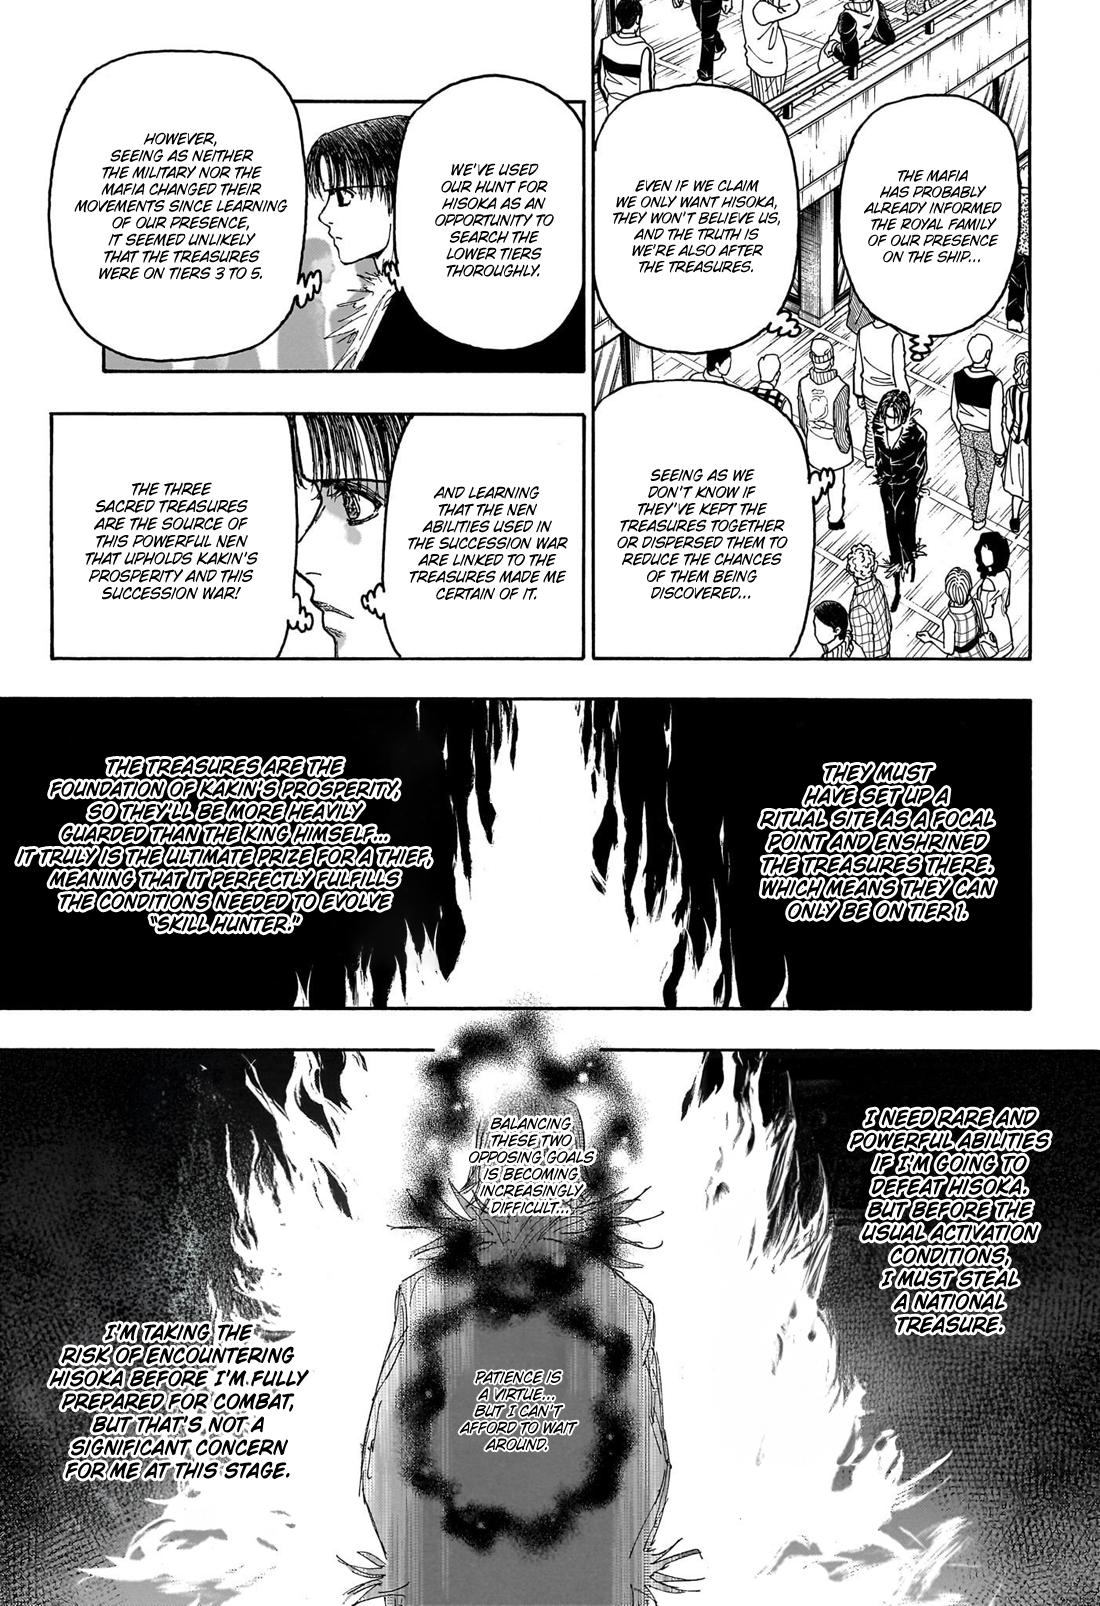 THE MAFIA
HAS PROBABLY
ALREADY INFORMED
THE ROYAL FAMILY
OF OUR PRESENCE
ON THE SHIP...
EVEN IF WE CLAIM
WE ONLY WANT HISOKA,
THEY WON'T BELIEVE US,
AND THE TRUTH IS
WE'RE ALSO AFTER
THE TREASURES.
SEEING AS WE
DON'T KNOW IF
THEY'VE KEPT THE
TREASURES TOGETHER
OR DISPERSED THEM TO
REDUCE THE CHANCES
OF THEM BEING
DISCOVERED...
WE'VE USED
OUR HUNT FOR
HISOKA AS AN
OPPORTUNITY TO
SEARCH THE
LOWER TIERS
THOROUGHLY.
HOWEVER,
SEEING AS NEITHER
THE MILITARY NOR THE
MAFIA CHANGED THEIR
MOVEMENTS SINCE LEARNING
OF OUR PRESENCE,
IT SEEMED UNLIKELY
THAT THE TREASURES
WERE ON TIERS 3 TO 5.
AND LEARNING
THAT THE NEN
ABILITIES USED IN
THE SUCCESSION WAR
ARE LINKED TO THE
TREASURES MADE ME
CERTAIN OF IT.
THE THREE
SACRED TREASURES
ARE THE SOURCE OF
THIS POWERFUL NEN
THAT UPHOLDS KAKIN'S
PROSPERITY AND THIS
SUCCESSION WAR!
THEY MUST
HAVE SET UP A
RITUAL SITE AS A FOCAL
POINT AND ENSHRINED
THE TREASURES THERE.
WHICH MEANS THEY CAN
ONLY BE ON TIER 1.
THE TREASURES ARE THE
FOUNDATION OF KAKIN'S PROSPERITY,
SO THEY'LL BE MORE HEAVILY
GUARDED THAN THE KING HIMSELF...
IT TRULY IS THE ULTIMATE PRIZE FOR A THIEF,
MEANING THAT IT PERFECTLY FULFILLS
THE CONDITIONS NEEDED TO EVOLVE
"SKILL HUNTER."
I NEED RARE AND
POWERFUL ABILITIES
IF I'M GOING TO
DEFEAT HISOKA.
BUT BEFORE THE
USUAL ACTIVATION
CONDITIONS,
I MUST STEAL
A NATIONAL
TREASURE.
BALANCING
THESE TWO
OPPOSING GOALS
IS BECOMING
INCREASINGLY
DIFFICULT...
I'M TAKING THE
RISK OF ENCOUNTERING
HISOKA BEFORE I'M FULLY
PREPARED FOR COMBAT,
BUT THAT'S NOT A
SIGNIFICANT CONCERN
FOR ME AT THIS STAGE.
PATIENCE IS
A VIRTUE...
BUT I CAN'T
AFFORD TO WAIT
AROUND.